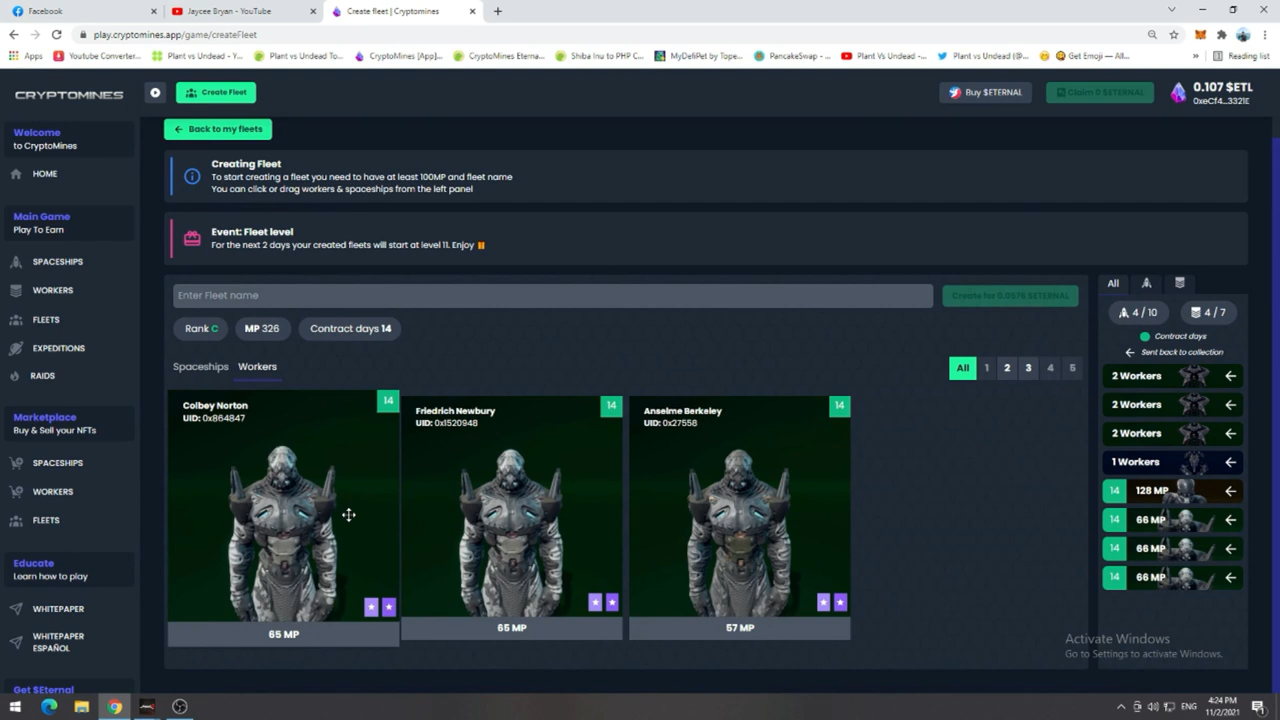 Facebook
Jaycee Bryan - YouTube
Create fleet | Cryptomines
play.cryptomines.app/game/createFleet
Apps
Youtube Converter...
Plant vs Undead - Y...
Plant vs Undead To...
CryptoMines [App]...
CryptoMines Eterna...
Shiba Inu to PHP C...
MyDefiPet by Tope...
PancakeSwap - ...
Plant Vs Undead -...
Plant vs Undead (@...
Get Emoji — All...
»
Reading list
CRYPTOMINES
Create Fleet
Buy $ETERNAL
Claim 0 $ETERNAL
0.107 $ETL
0xeCf4...3321E
Welcome
to CryptoMines
HOME
Main Game
Play To Earn
SPACESHIPS
WORKERS
FLEETS
EXPEDITIONS
RAIDS
Marketplace
Buy & Sell your NFTs
SPACESHIPS
WORKERS
FLEETS
Educate
Learn how to play
WHITEPAPER
WHITEPAPER
ESPAÑOL
Get $Eternal
Back to my fleets
Creating Fleet
To start creating a fleet you need to have at least 100MP and fleet name
You can click or drag workers & spaceships from the left panel
Event: Fleet level
For the next 2 days your created fleets will start at level 11. Enjoy
Enter Fleet name
Create for 0.0576 $ETERNAL
Rank C
MP 326
Contract days 14
Spaceships
Workers
All
1
2
3
4
5
Colbey Norton
UID: 0x864847
14
65 MP
Friedrich Newbury
UID: 0x1520948
14
65 MP
Anselme Berkeley
UID: 0x27558
14
57 MP
All
4 / 10
4 / 7
Contract days
Sent back to collection
2 Workers
2 Workers
2 Workers
1 Workers
14 128 MP
14 66 MP
14 66 MP
14 66 MP
Activate Windows
Go to Settings to activate Windows.
ENG
4:24 PM
11/2/2021